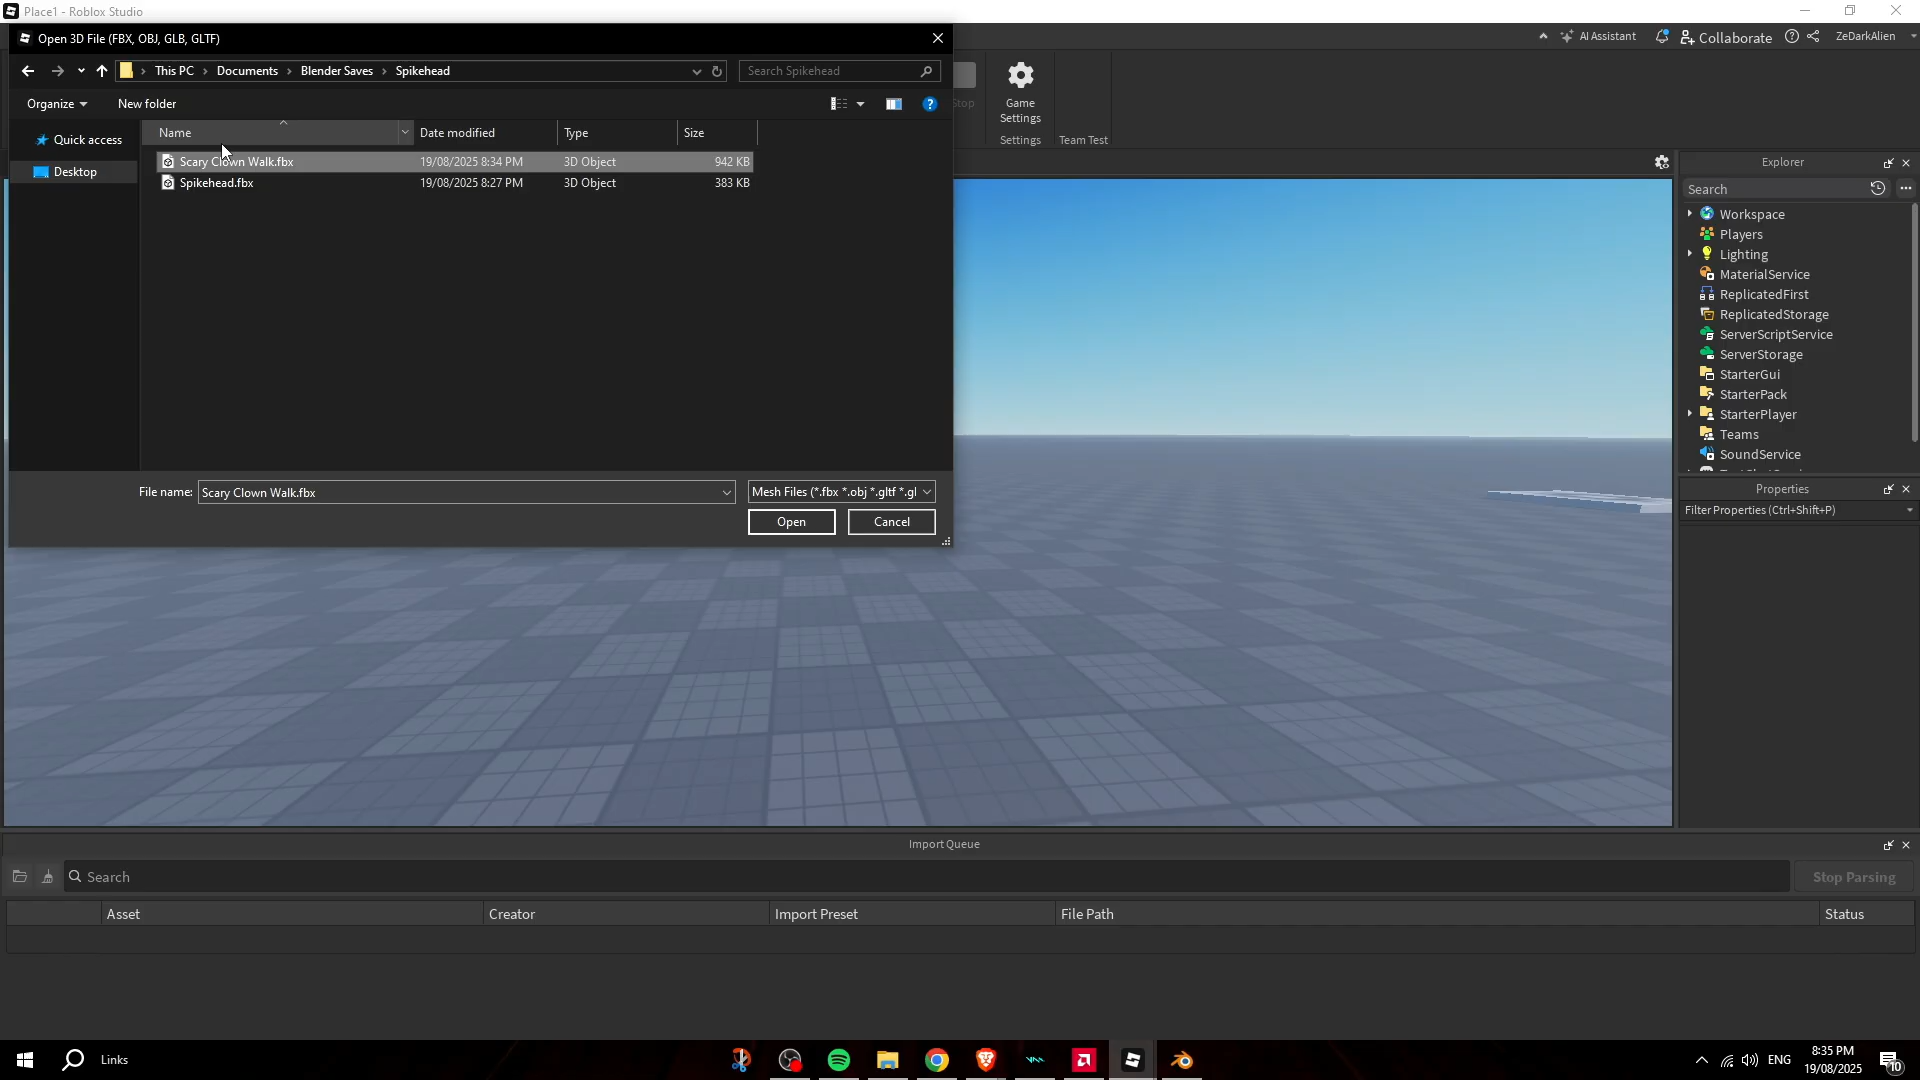 Place1 - Roblox Studio
Open 3D File (FBX, OBJ, GLB, GLTF)
AI Assistant
Collaborate
ZeDarkAlien
This PC
Documents
Blender Saves
Spikehead
Search Spikehead
Stop
Game
Settings
Organize
New folder
Settings
Team Test
Quick access
Desktop
Name
Date modified
Type
Size
Scary Clown Walk.fbx
19/08/2025 8:34 PM
3D Object
942 KB
Spikehead.fbx
19/08/2025 8:27 PM
3D Object
383 KB
File name:
Scary Clown Walk.fbx
Mesh Files (*.fbx *.obj *.gltf *.gl
Open
Cancel
Explorer
Search
Workspace
Players
Lighting
MaterialService
ReplicatedFirst
ReplicatedStorage
ServerScriptService
ServerStorage
StarterGui
StarterPack
StarterPlayer
Teams
SoundService
Properties
Filter Properties (Ctrl+Shift+P)
Import Queue
Search
Stop Parsing
Asset
Creator
Import Preset
File Path
Status
Links
ENG
8:35 PM
19/08/2025
10